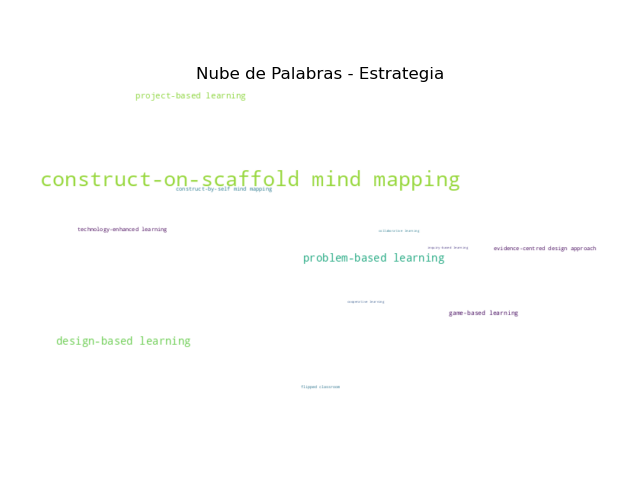 Nube de Palabras - Estrategia
project-based learning
construct-on-scaffold mind mapping
construct-by-self mind mapping
technology-enhanced learning
collaborative learning
inquiry-based learning
evidence-centred design approach
problem-based learning
cooperative learning
game-based learning
design-based learning
flipped classroom